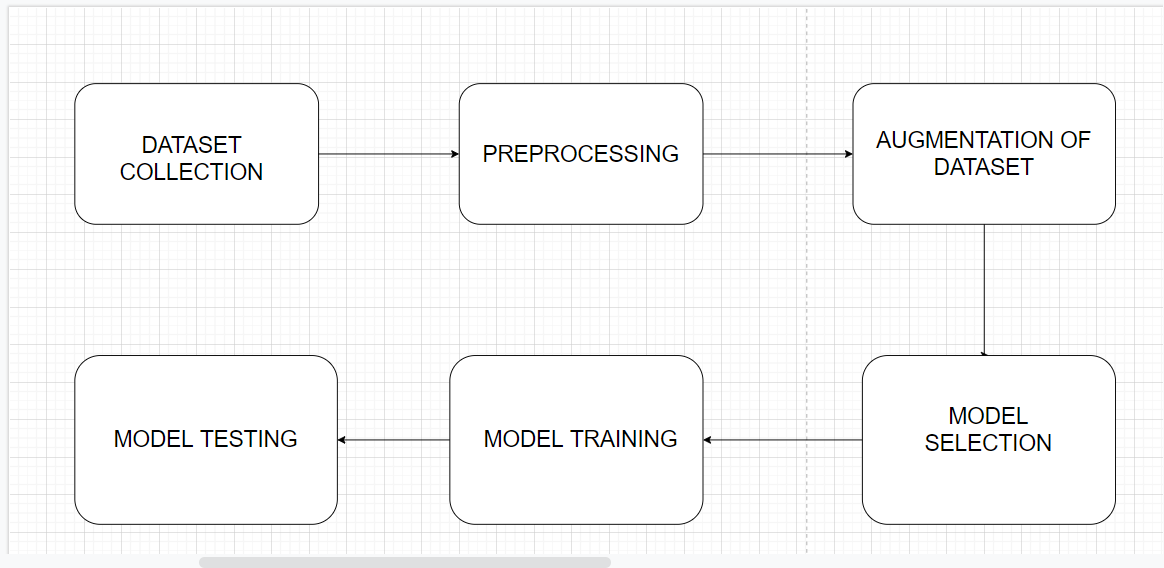 DATASET
COLLECTION
PREPROCESSING
AUGMENTATION OF
DATASET
MODEL
SELECTION
MODEL TRAINING
MODEL TESTING